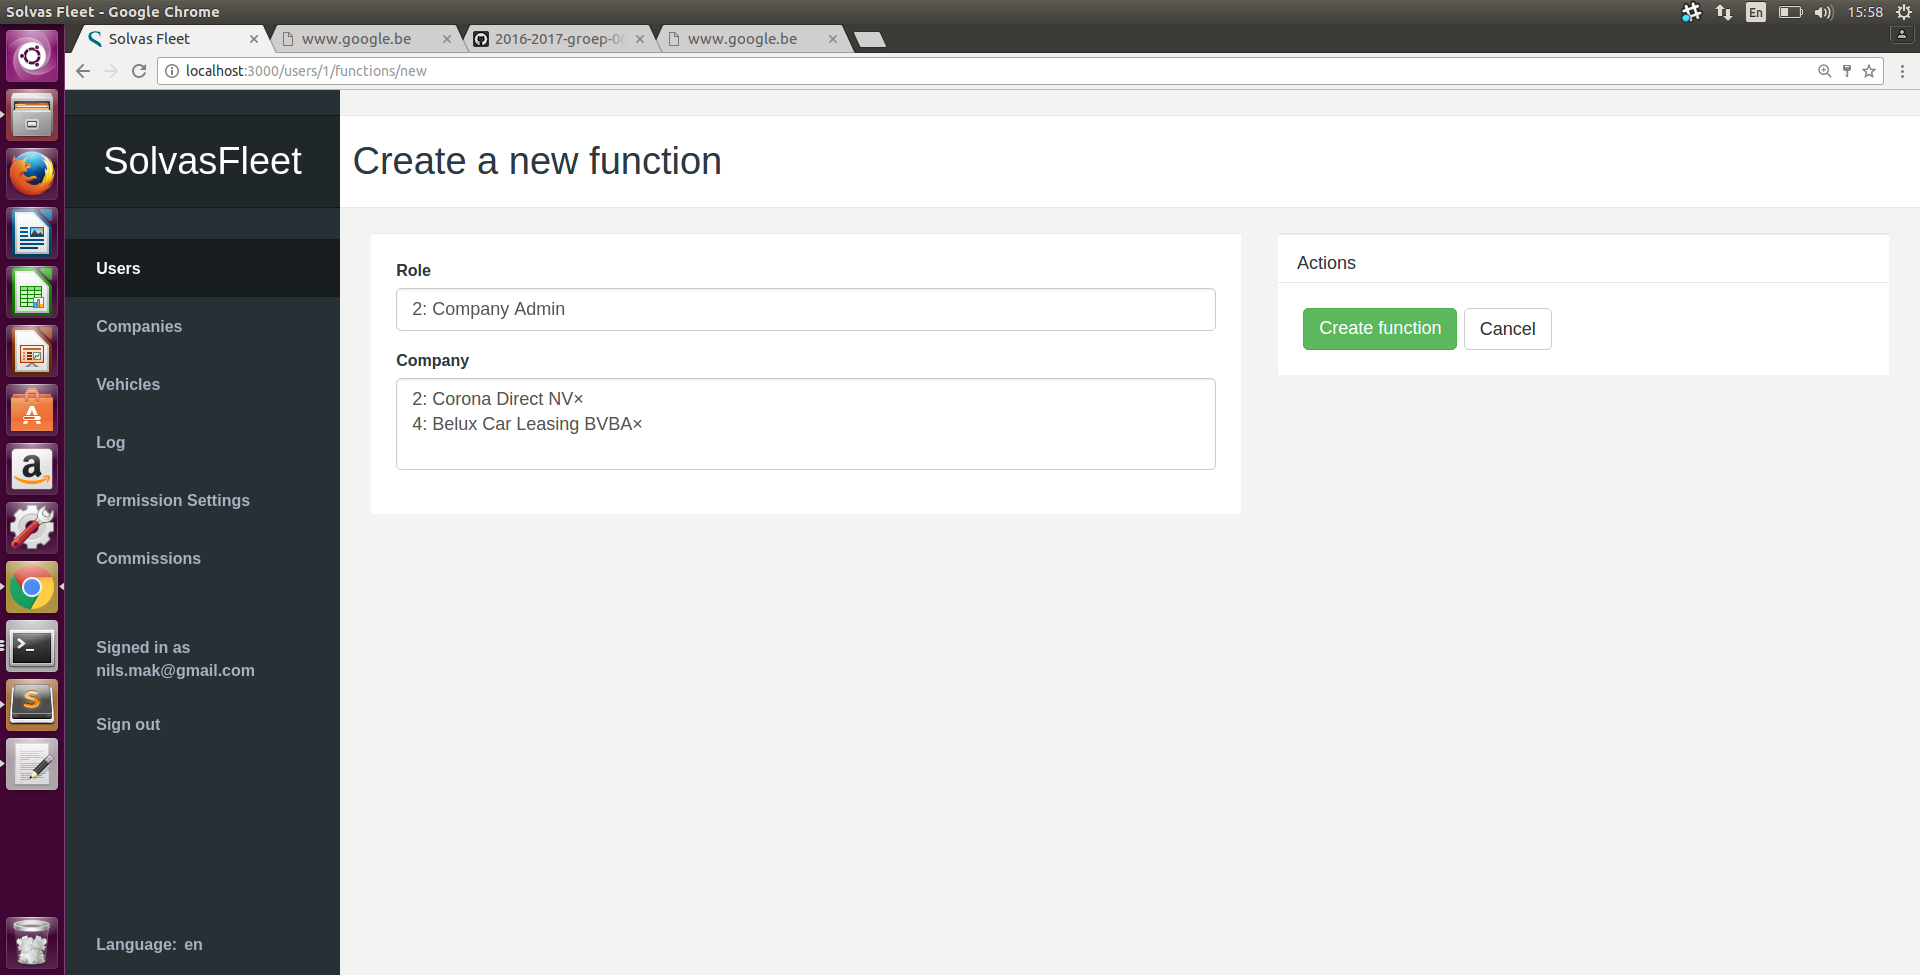 Solvas Fleet - Google Chrome
En
15:58
Solvas Fleet
www.google.be
2016-2017-groep-0
www.google.be
localhost:3000/users/1/functions/new
SolvasFleet
Create a new function
Users
Companies
Vehicles
Log
Permission Settings
Commissions
Signed in as
nils.mak@gmail.com
Sign out
Language: en
Role
2: Company Admin
Company
2: Corona Direct NV×
4: Belux Car Leasing BVBA×
Actions
Create function
Cancel